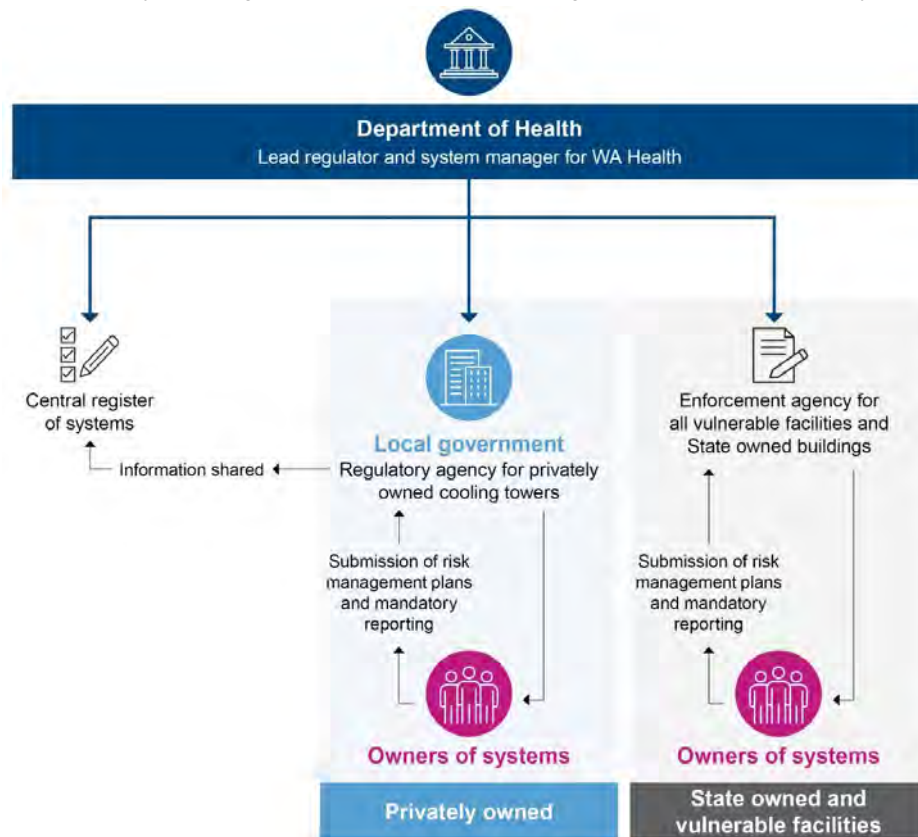 Department of Health
Lead regulator and system manager for WA Health
Central register
of systems
Information shared
Local government
Regulatory agency for privately
owned cooling towers
Submission of risk
management plans
and mandatory
reporting
Owners of systems
Privately owned
Enforcement agency for
all vulnerable facilities and
State owned buildings
Submission of risk
management plans
and mandatory
reporting
Owners of systems
State owned and
vulnerable facilities